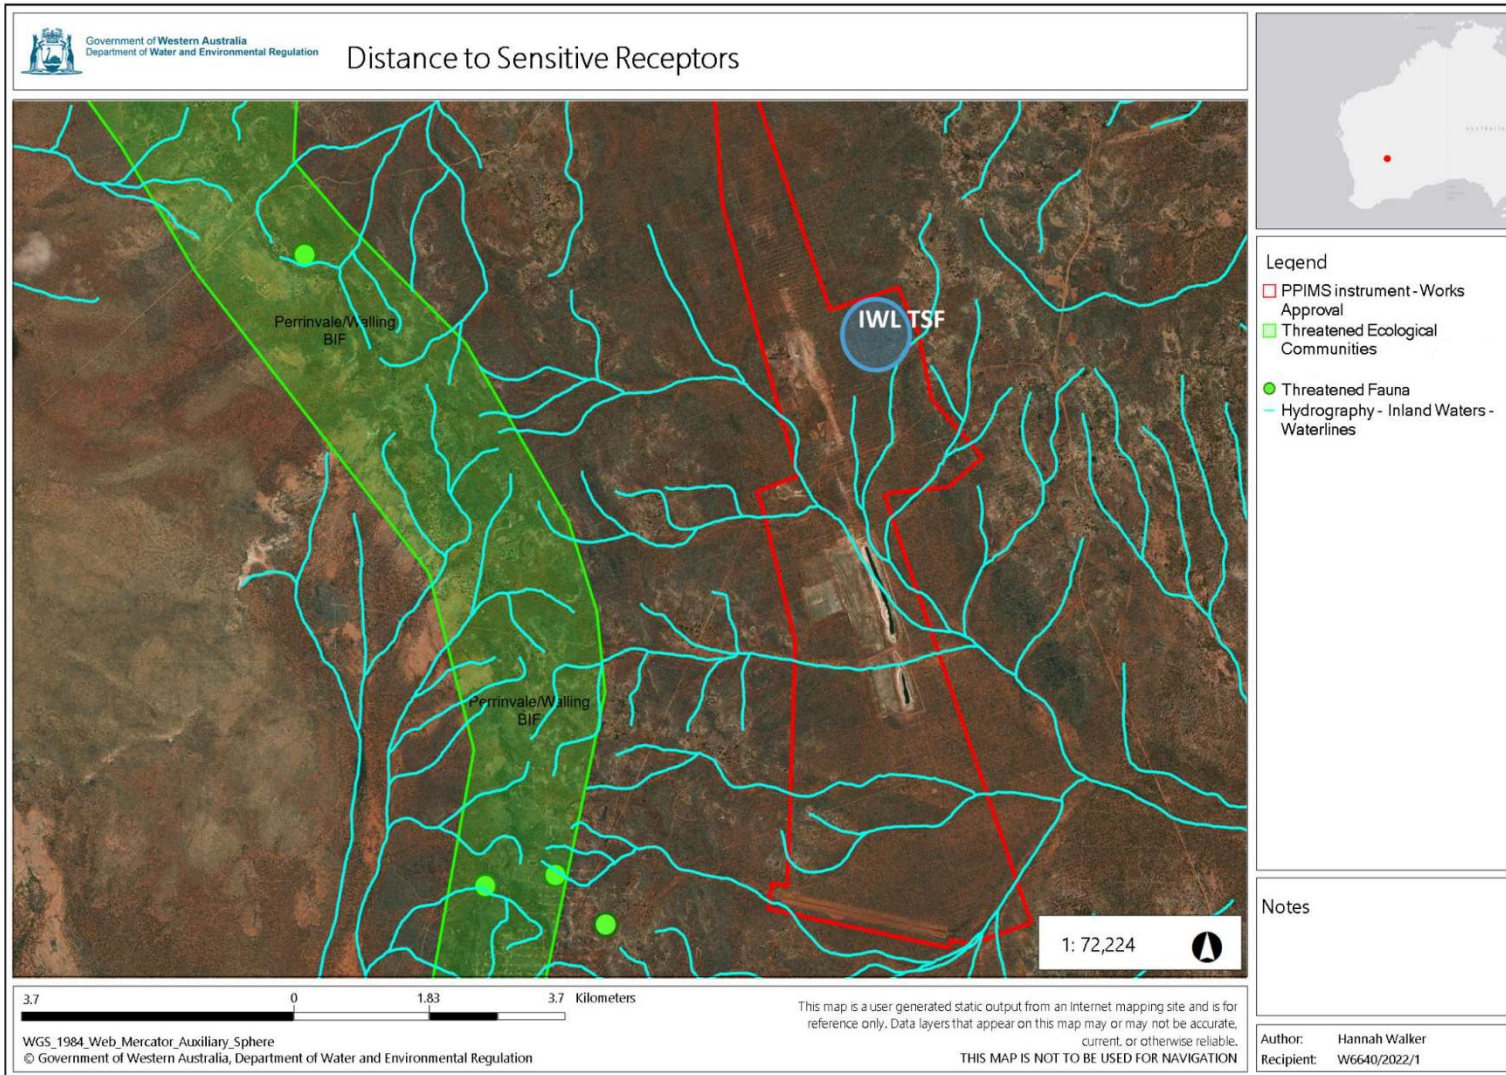 Government of Western Australia
Department of Water and Environmental Regulation
Distance to Sensitive Receptors
IWL TSF
Perrinvale/Walling
BIF
Perrinvale/Walling
BIF
1: 72,224
Legend
PPIMS instrument - Works
Approval
Threatened Ecological
Communities
Threatened Fauna
Hydrography - Inland Waters -
Waterlines
Notes
3.7 0 1.83 3.7 Kilometers
WGS_1984_Web_Mercator_Auxiliary_Sphere
© Government of Western Australia, Department of Water and Environmental Regulation
This map is a user generated static output from an Internet mapping site and is for
reference only. Data layers that appear on this map may or may not be accurate,
current, or otherwise reliable.
THIS MAP IS NOT TO BE USED FOR NAVIGATION
Author: Hannah Walker
Recipient: W6640/2022/1